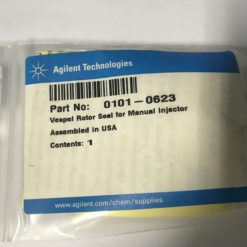 Agilent Technologies
Part No: 0101-0623
Vespel Rotor Seal for Manual Injector
Assembled in USA
Contents: 1
www.agilent.com/chem/supplies